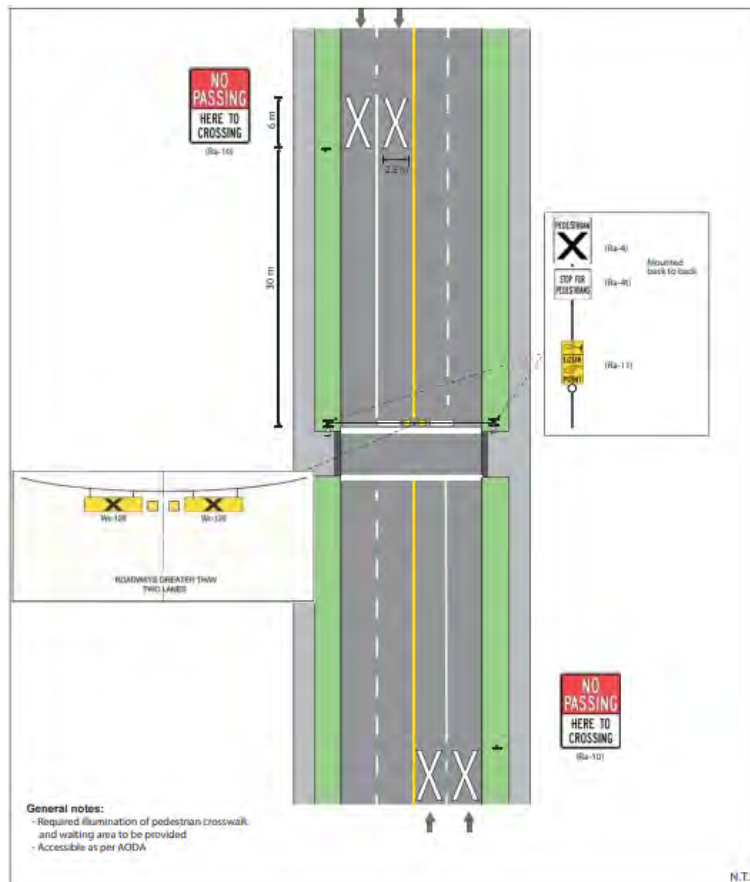 NO
PASSING
HERE TO
CROSSING
(Ra-10)
6 m
30 m
PEDESTRIAN
X
(Ra-4)
STOP FOR
PEDESTRIANS
(Ra-4t)
Mounted
back to back
POINT
(Ra-11)
X X
Wc-12B Wc-12B
ROADWAYS GREATER THAN
TWO LANES
NO
PASSING
HERE TO
CROSSING
(Ra-10)
General notes:
- Required illumination of pedestrian crosswalk
and waiting area to be provided
- Accessible as per AODA
N.T.